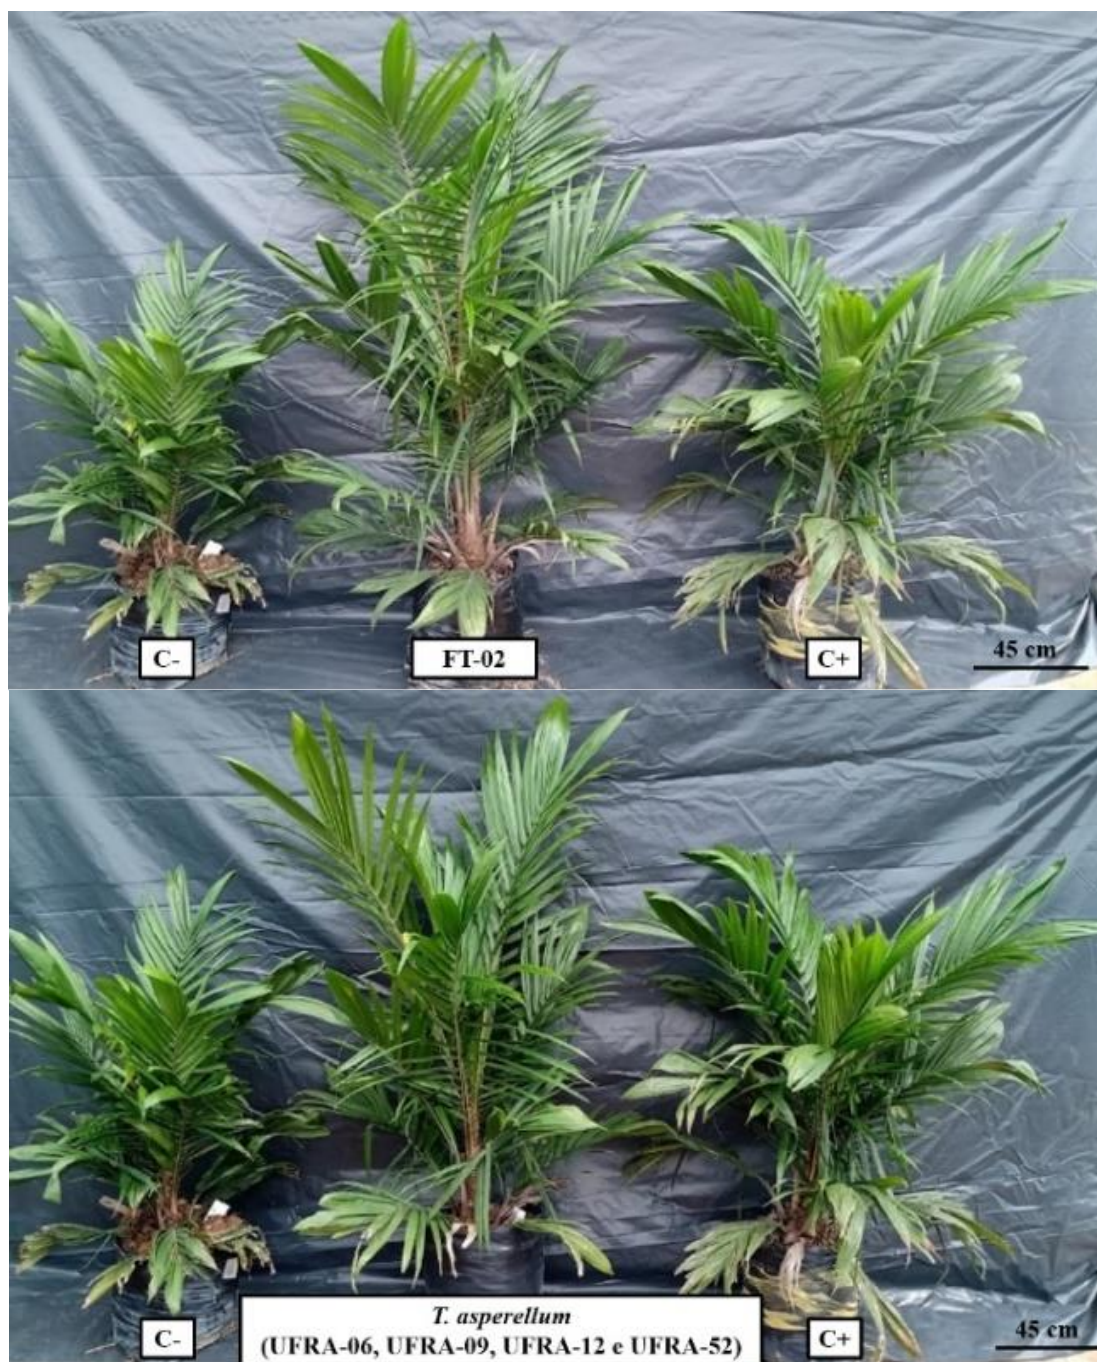 C-
FT-02
C+
45 cm
T. asperellum
(UFRA-06, UFRA-09, UFRA-12 e UFRA-52)
C-
C+
45 cm